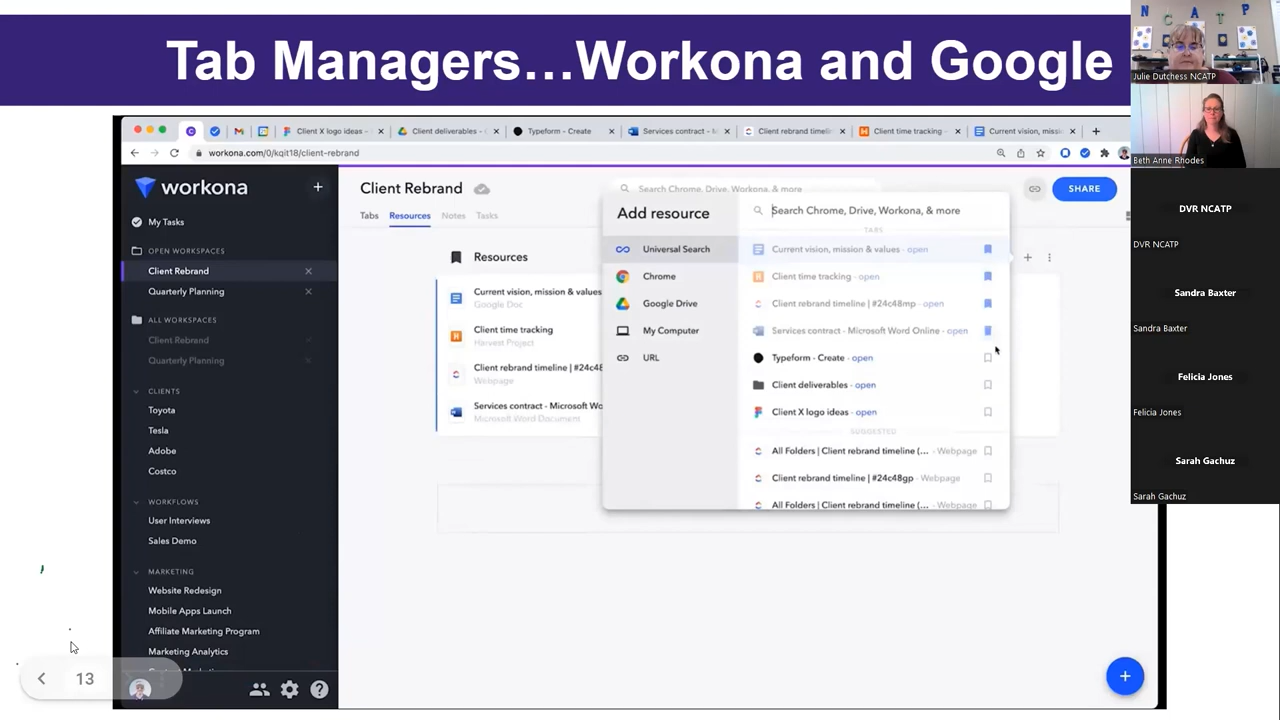 Tab Managers...Workona and Google
Client X logo ideas -
Client deliverables -
Typeform - Create
Services contract - M
Client rebrand timeline
Client time tracking -
Current vision, missi
workona.com/0/kqit18/client-rebrand
workona
My Tasks
OPEN WORKSPACES
Client Rebrand
Quarterly Planning
ALL WORKSPACES
Client Rebrand
Quarterly Planning
CLIENTS
Toyota
Tesla
Adobe
Costco
WORKFLOWS
User Interviews
Sales Demo
MARKETING
Website Redesign
Mobile Apps Launch
Affiliate Marketing Program
Marketing Analytics
Client Rebrand
Search Chrome, Drive, Workona, & more
SHARE
Tabs Resources Notes Tasks
Resources
Current vision, mission & values
Google Doc
Client time tracking
Harvest Project
Client rebrand timeline | #24c48
Webpage
Services contract - Microsoft Wo
Microsoft Word Document
Add resource
Universal Search
Chrome
Google Drive
My Computer
URL
Search Chrome, Drive, Workona, & more
TABS
Current vision, mission & values - open
Client time tracking - open
Client rebrand timeline | #24c48mp - open
Services contract - Microsoft Word Online - open
Typeform - Create - open
Client deliverables - open
Client X logo ideas - open
SUGGESTED
All Folders | Client rebrand timeline (... - Webpage
Client rebrand timeline | #24c48gp - Webpage
All Folders | Client rebrand timeline (... - Webpage
13
N C A T P
Julie Dutchess NCATP
Beth Anne Rhodes
DVR NCATP
DVR NCATP
Sandra Baxter
Sandra Baxter
Felicia Jones
Felicia Jones
Sarah Gachuz
Sarah Gachuz